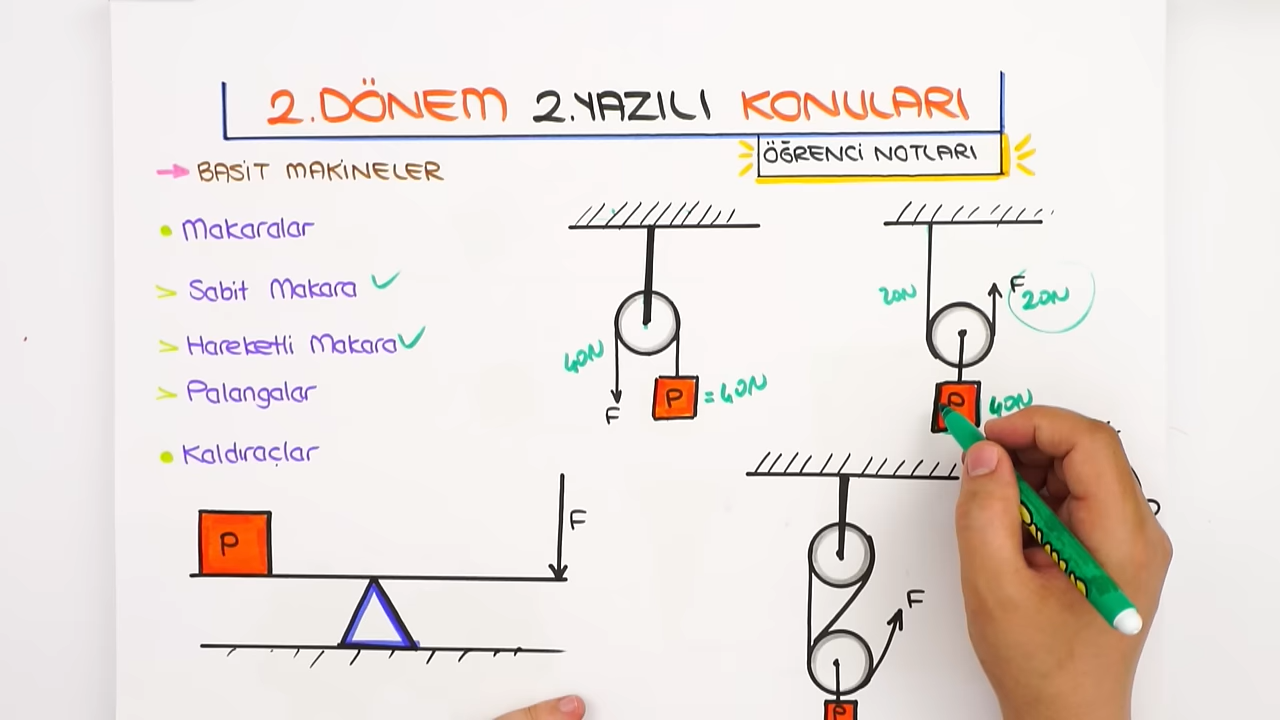 2.DÖNEM 2.YAZILI KONULARI
ÖĞRENCİ NOTLARI
→ BASİT MAKİNELER
• Makaralar
> Sabit Makara ✓
> Hareketli Makara ✓
> Palangalar
• Kaldıraçlar
40N
F
P = 40N
20N
F 20N
P 40N
P
F
F
P